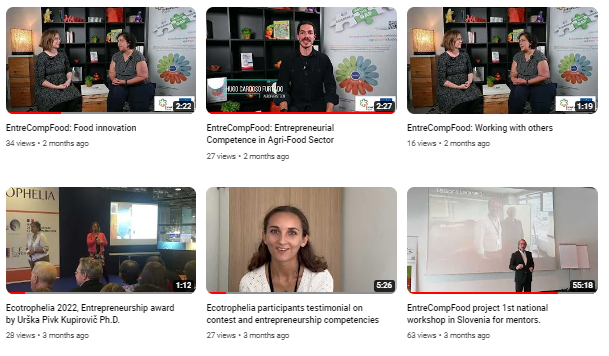 2:22
HUGO CARDOSO FURTADO
2:27
1:19
EntreCompFood: Food innovation
34 views • 2 months ago
EntreCompFood: Entrepreneurial
Competence in Agri-Food Sector
27 views • 2 months ago
EntreCompFood: Working with others
16 views • 2 months ago
OPHELIA
1:12
5:26
55:18
Ecotrophelia 2022, Entrepreneurship award
by Urška Pivk Kupirovič Ph.D.
28 views • 3 months ago
Ecotrophelia participants testimonial on
contest and entrepreneurship competencies
27 views • 3 months ago
EntreCompFood project 1st national
workshop in Slovenia for mentors.
63 views • 3 months ago